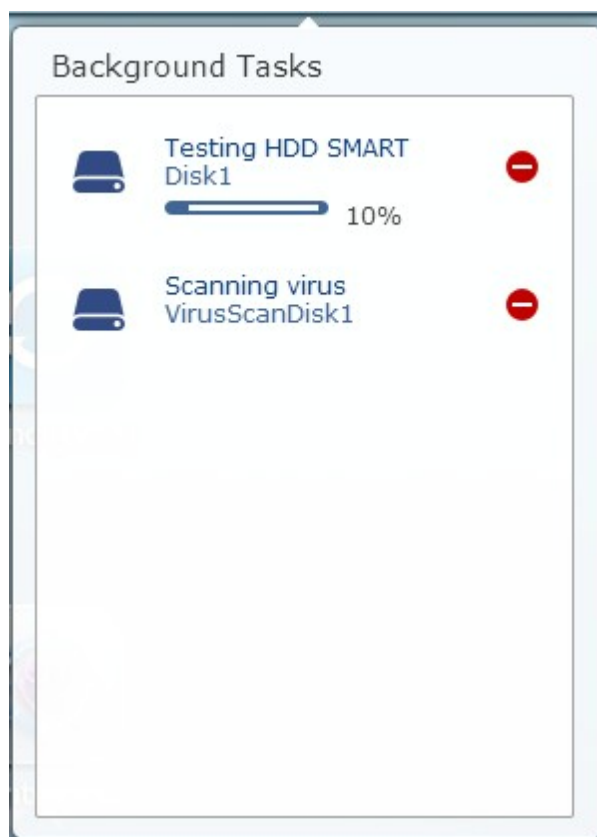 Background Tasks
Testing HDD SMART
Disk1
10%
Scanning virus
VirusScanDisk1